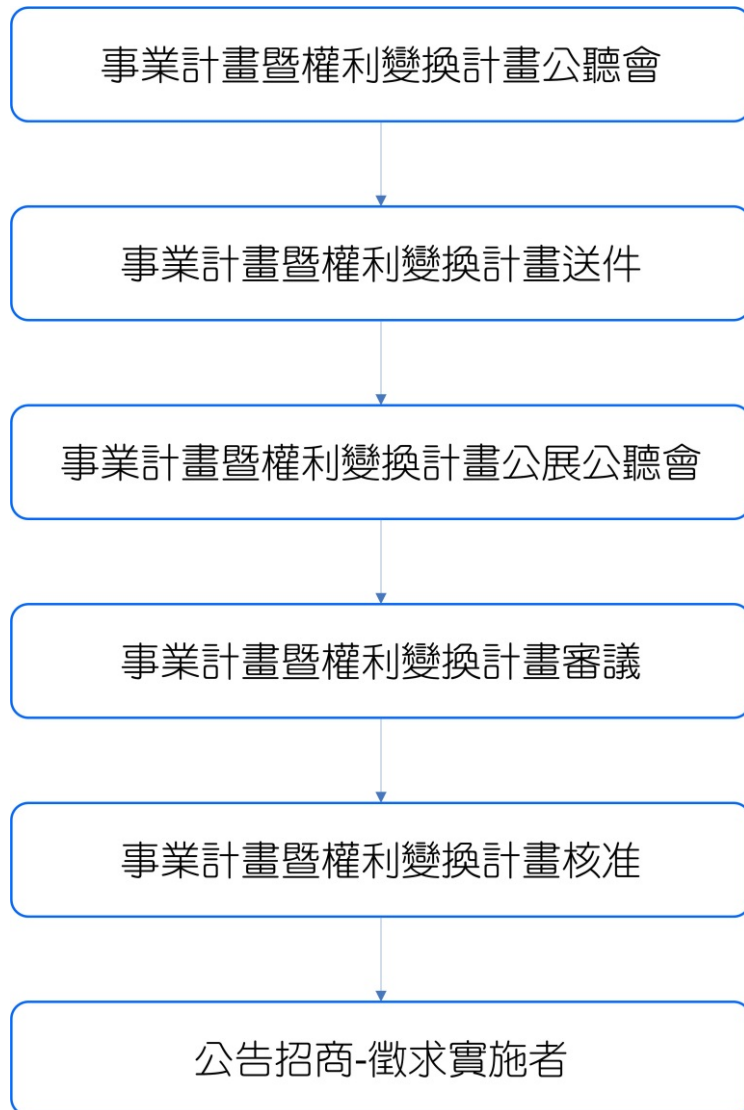 事業計畫暨權利變換計畫公聽會
事業計畫暨權利變換計畫送件
事業計畫暨權利變換計畫公展公聽會
事業計畫暨權利變換計畫審議
事業計畫暨權利變換計畫核准
公告招商-徵求實施者